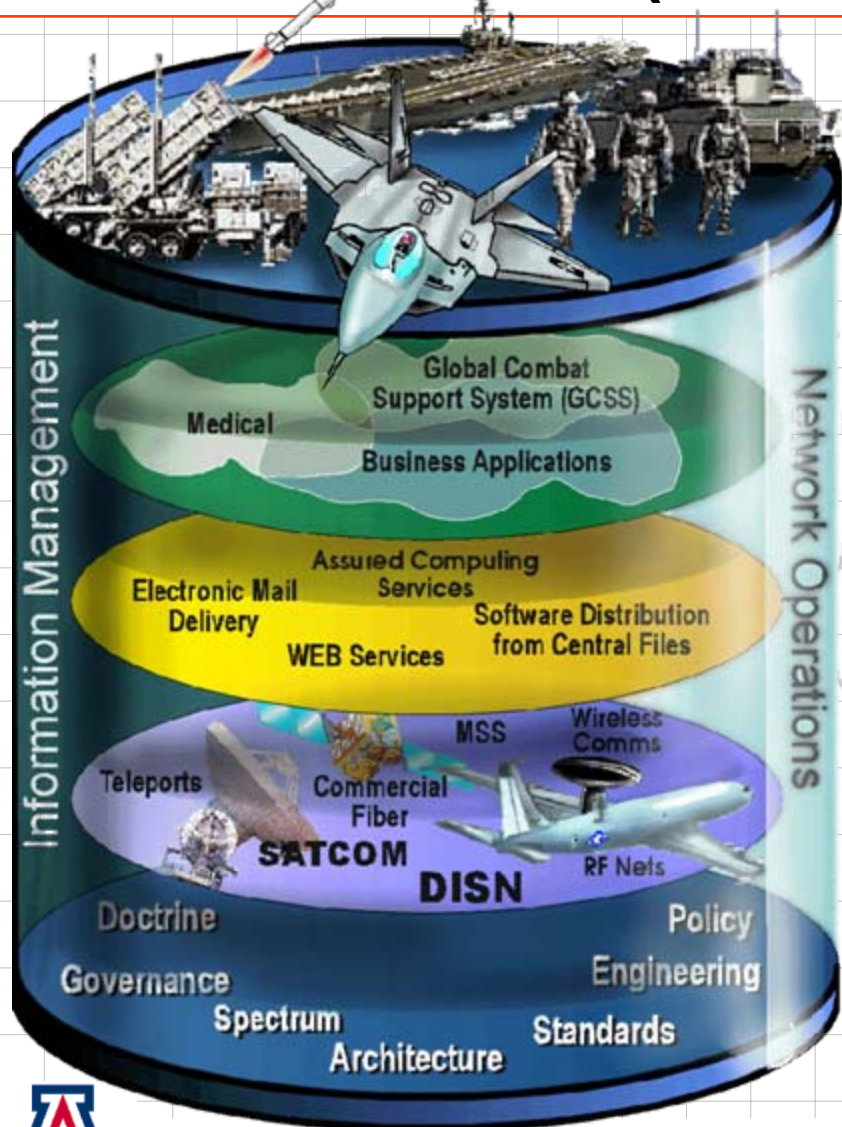 Information Management
Network Operations
Global Combat
Support System (GCSS)
Medical
Business Applications
Assured Computing
Services
Electronic Mail
Delivery
Software Distribution
from Central Files
WEB Services
MSS
Wireless
Comms
Teleports
Commercial
Fiber
SATCOM
DISN
RF Nets
Doctrine
Policy
Governance
Engineering
Spectrum
Standards
Architecture